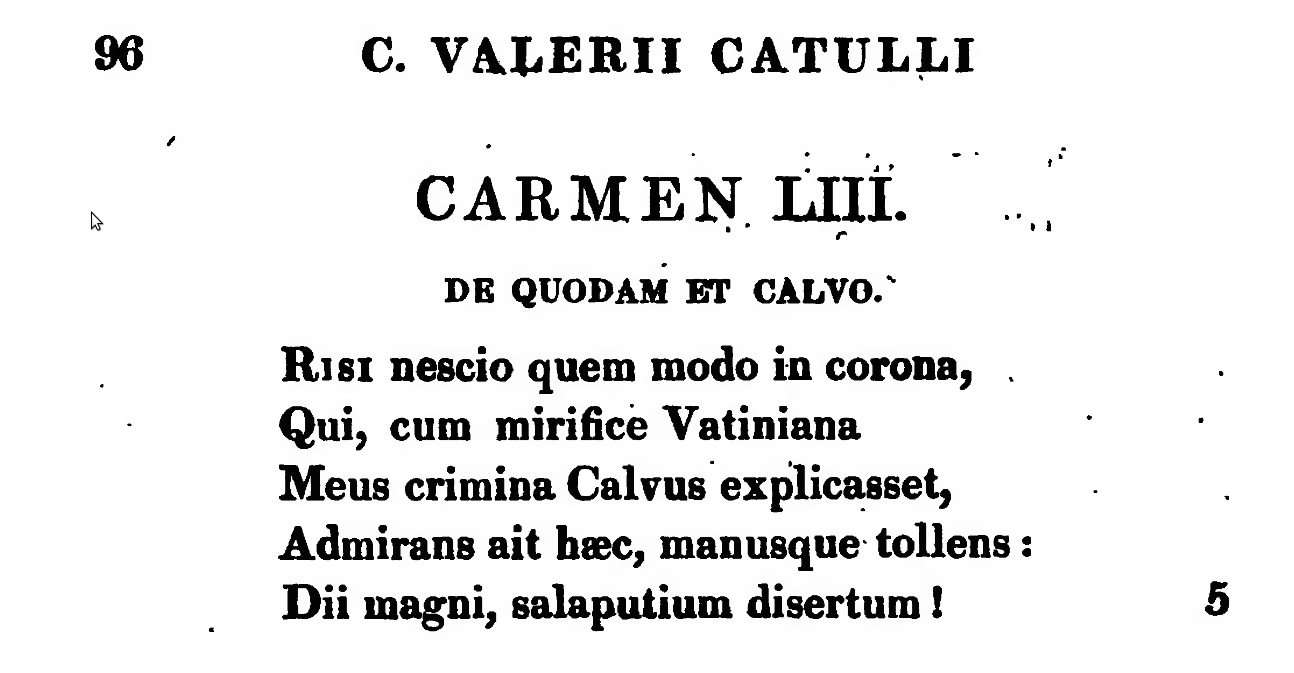 96 C. VALERII CATULLI
CARMEN LIII.
DE QUODAM ET CALVO.
RISI nescio quem modo in corona,
Qui, cum mirifice Vatiniana
Meus crimina Calvus explicasset,
Admirans ait hæc, manusque tollens :
Dii magni, salaputium disertum ! 5